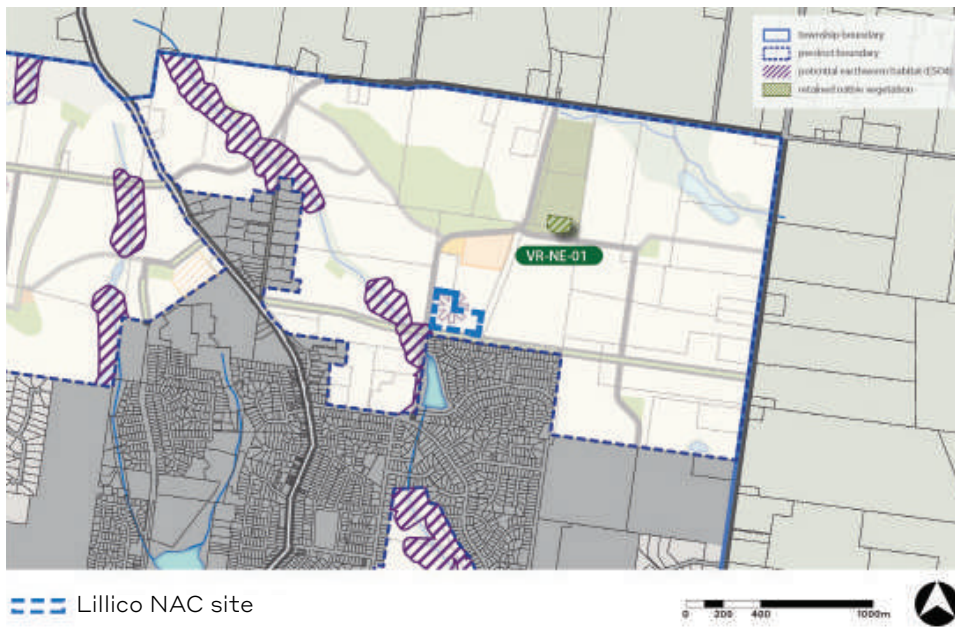 township boundary
precinct boundary
potential earthworm habitat (ESO4)
retained native vegetation
VR-NE-01
Lillico NAC site
0 200 400 1000m